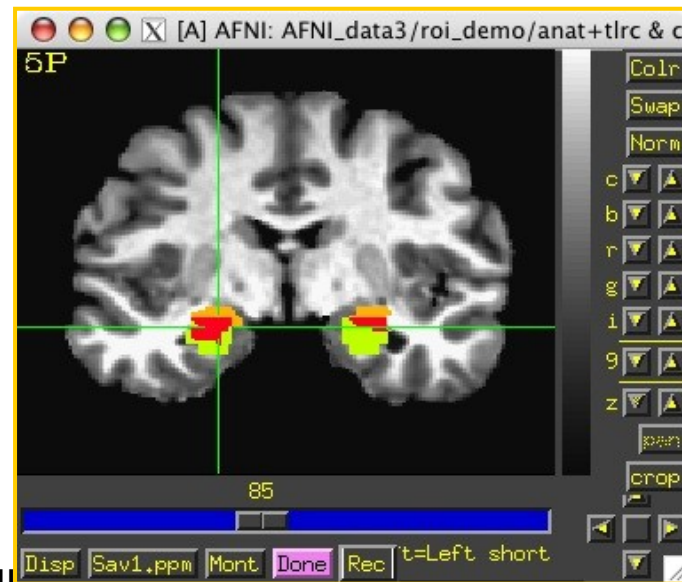 [A] AFNI: AFNI_data3/roi_demo/anat+tlrc & c
5P
Colr
Swap
Norm
c
b
r
g
i
9
z
pan
crop
85
Disp Sav1.ppm Mont Done Rec t=Left short